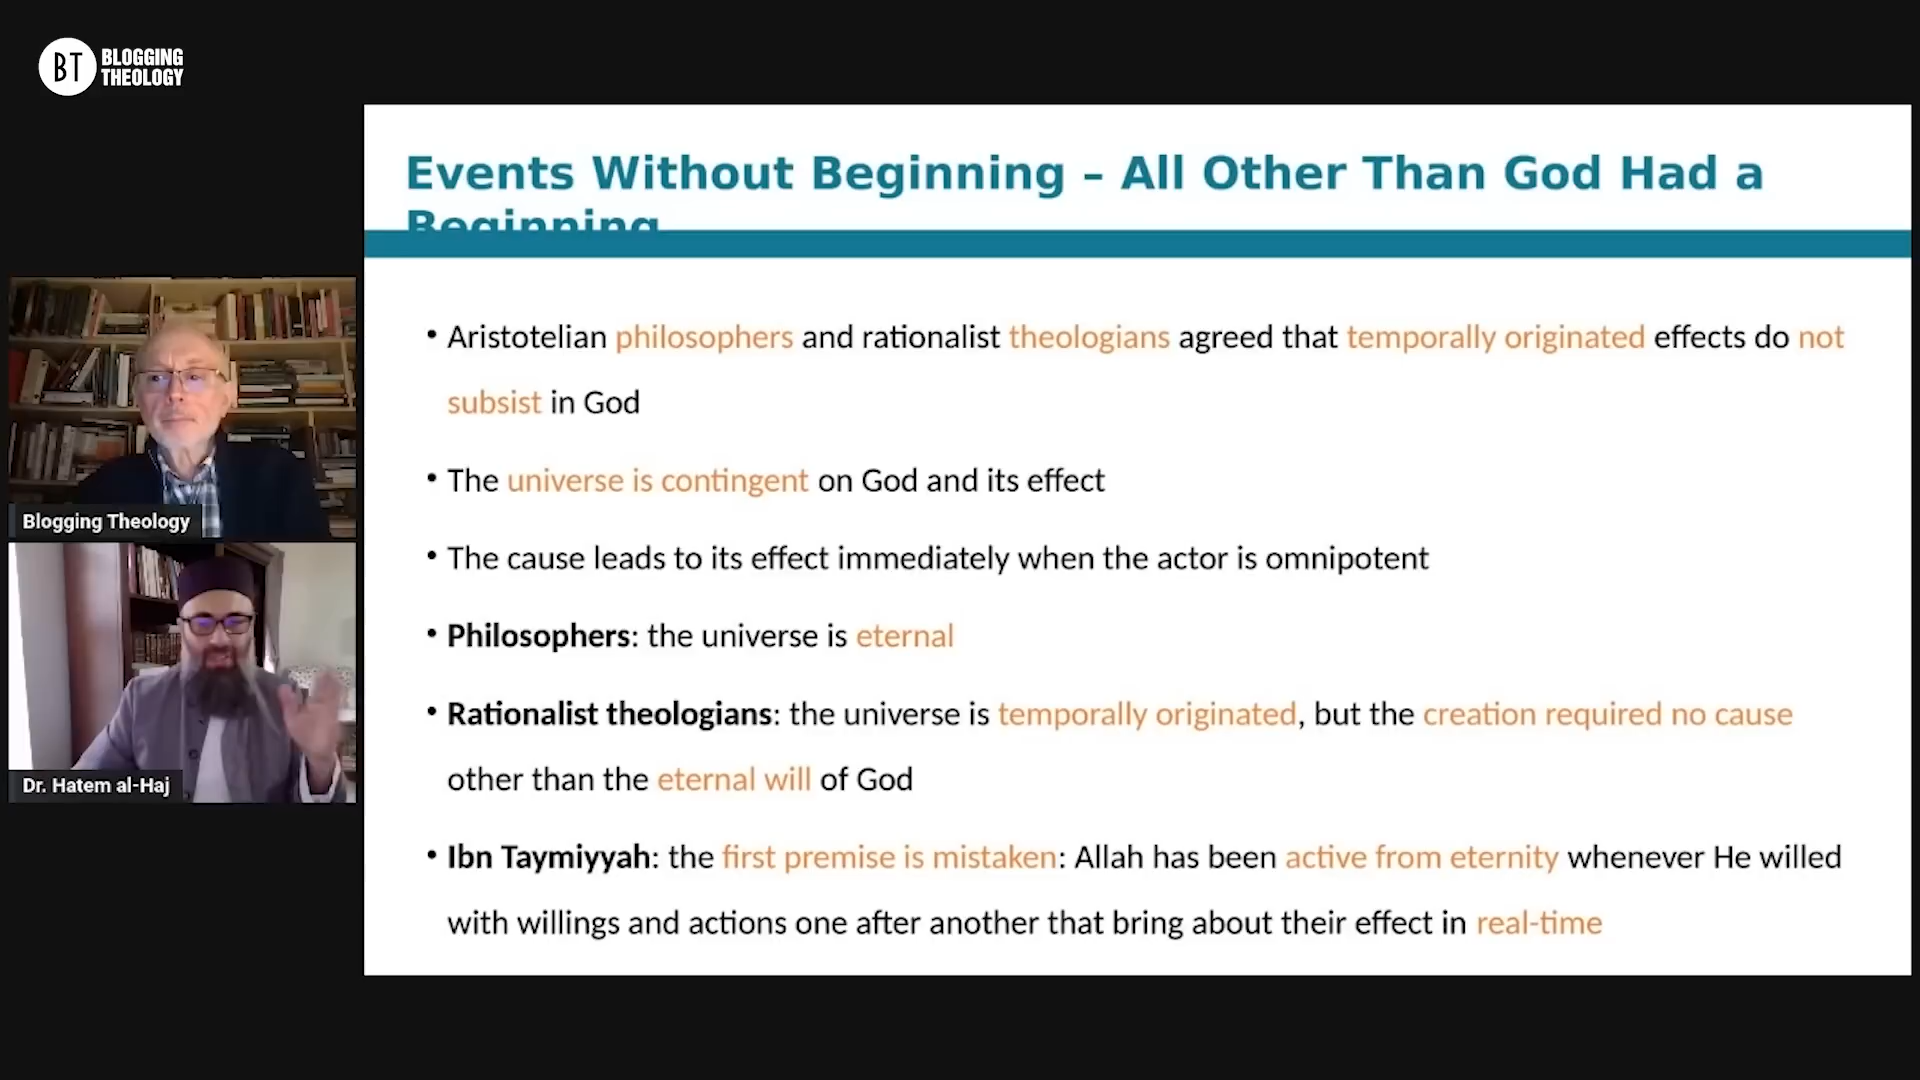 BT BLOGGING
THEOLOGY
Events Without Beginning – All Other Than God Had a
Beginning
• Aristotelian philosophers and rationalist theologians agreed that temporally originated effects do not
subsist in God
• The universe is contingent on God and its effect
• The cause leads to its effect immediately when the actor is omnipotent
• Philosophers: the universe is eternal
• Rationalist theologians: the universe is temporally originated, but the creation required no cause
other than the eternal will of God
• Ibn Taymiyyah: the first premise is mistaken: Allah has been active from eternity whenever He willed
with willings and actions one after another that bring about their effect in real-time
Blogging Theology
Dr. Hatem al-Haj